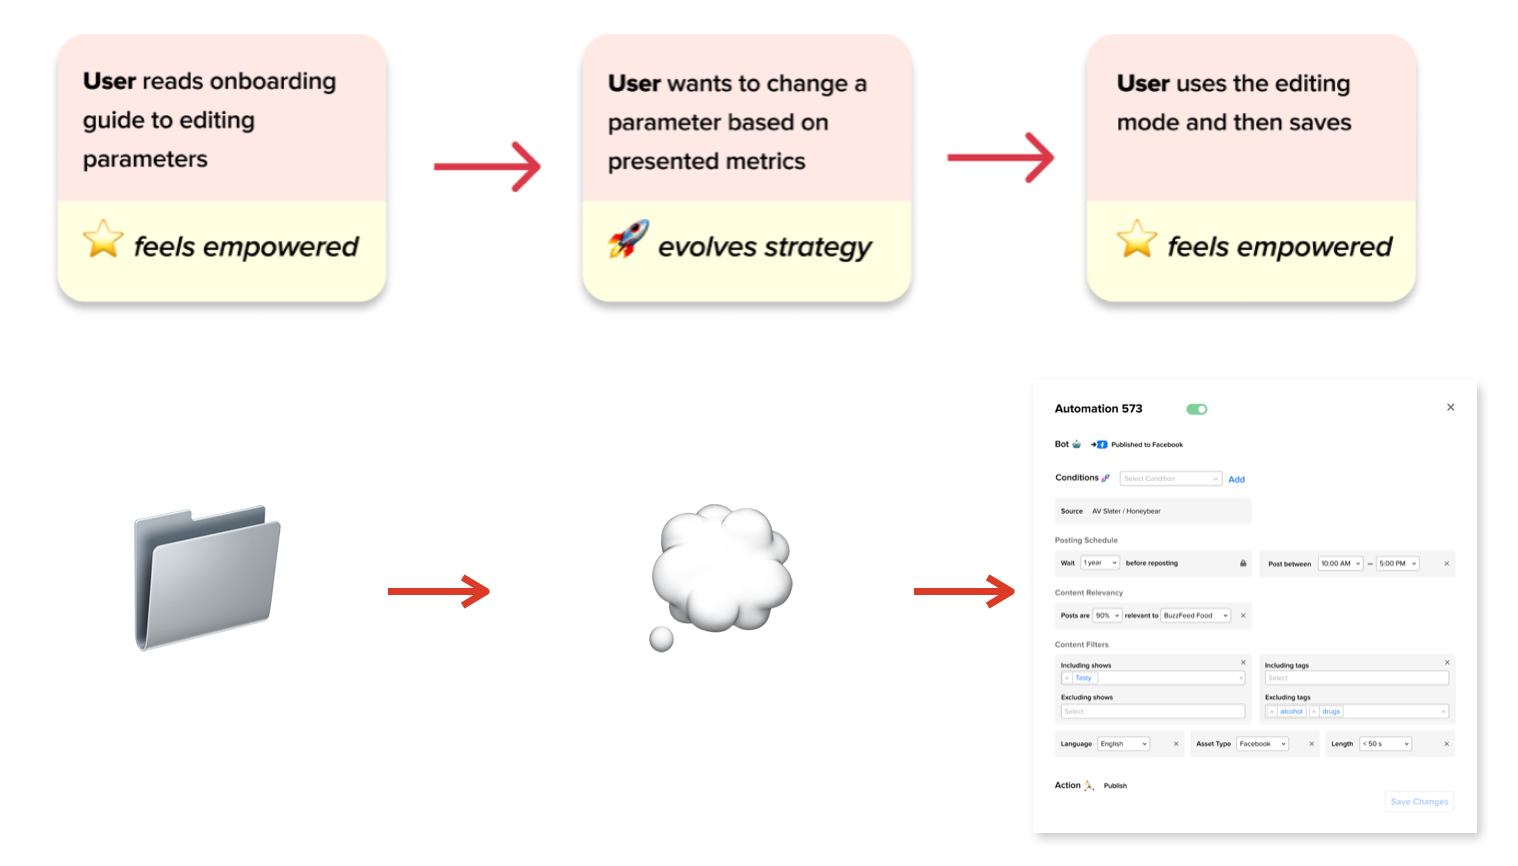 User reads onboarding
guide to editing
parameters
feels empowered
User wants to change a
parameter based on
presented metrics
evolves strategy
User uses the editing
mode and then saves
feels empowered
Automation 573
Bot Published to Facebook
Conditions Select Condition Add
Source AV Slater / Honeybear
Posting Schedule
Wait 1 year before reposting
Post between 10:00 AM – 5:00 PM ×
Content Relevancy
Posts are 90% relevant to BuzzFeed Food ×
Content Filters
Including shows ×
× Tasty ×
Excluding shows
Select
Including tags ×
Select
Excluding tags
× alcohol × drugs ×
Language English × Asset Type Facebook × Length < 50 s ×
Action Publish
Save Changes